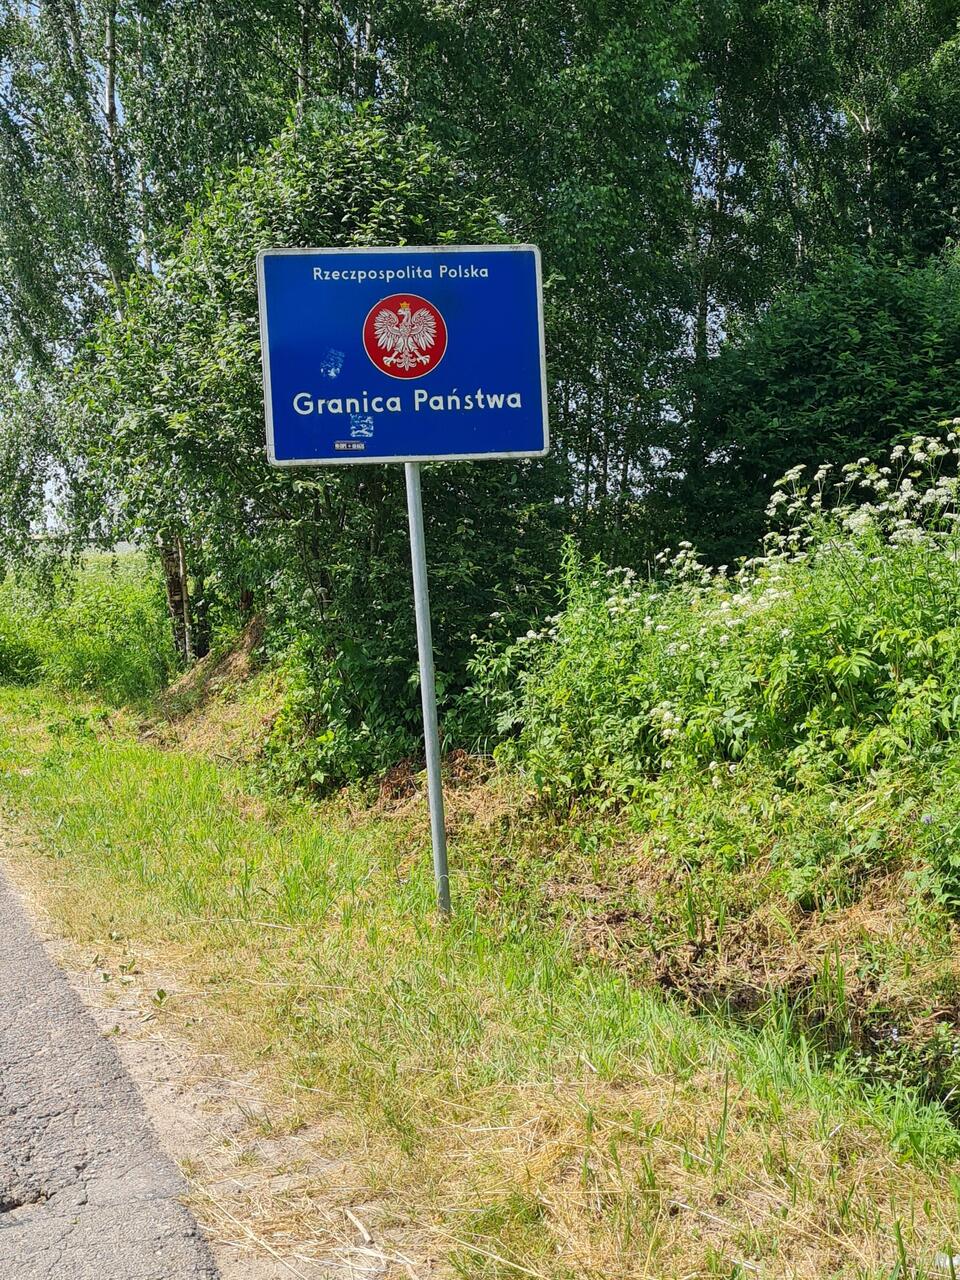 Rzeczpospolita Polska
Granica Państwa